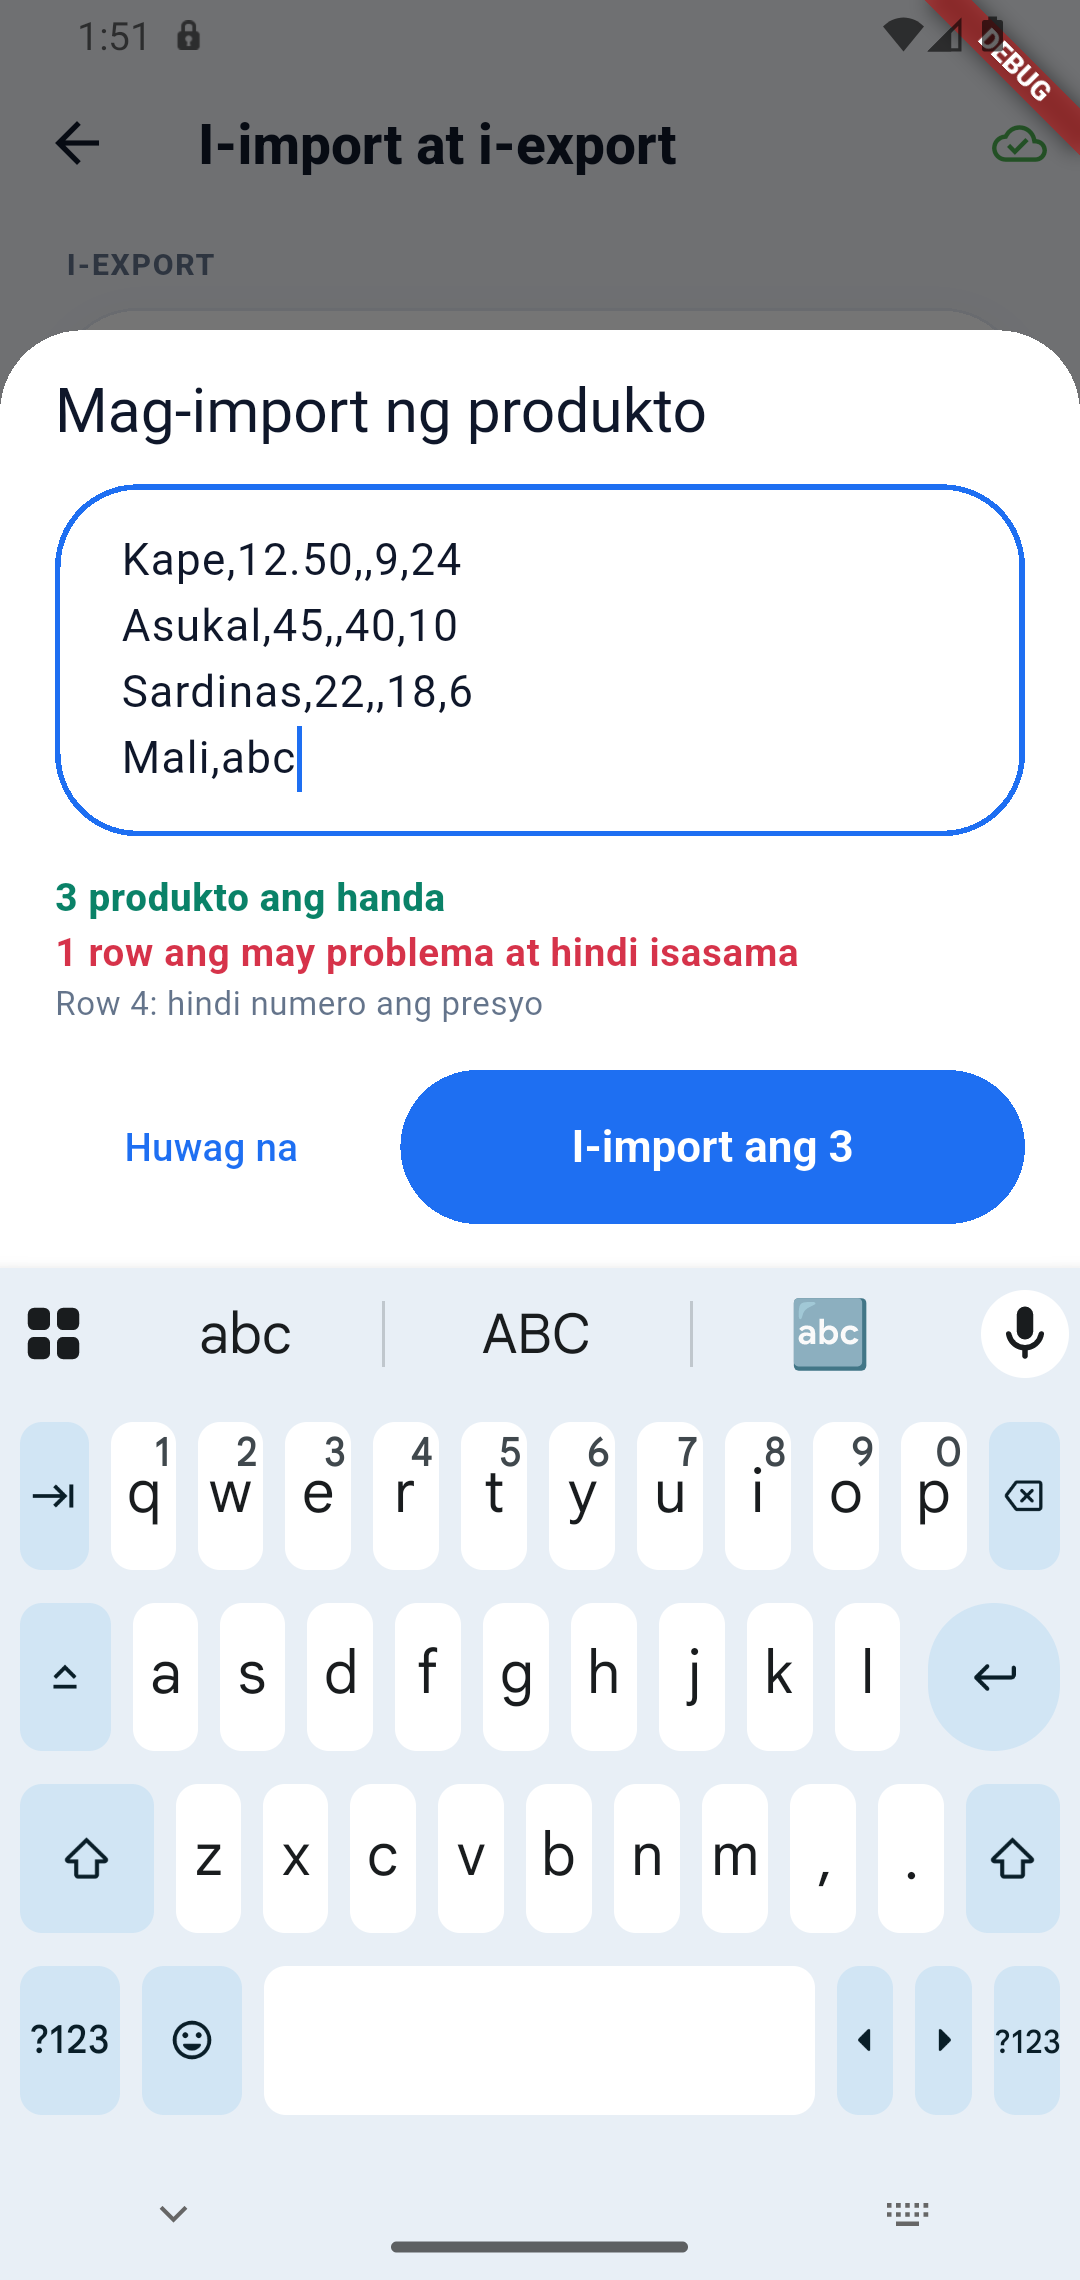 1:51
DEBUG
I-import at i-export
I-EXPORT
Mag-import ng produkto
Kape,12.50,,9,24
Asukal,45,,40,10
Sardinas,22,,18,6
Mali,abc
3 produkto ang handa
1 row ang may problema at hindi isasama
Row 4: hindi numero ang presyo
Huwag na
I-import ang 3
abc
ABC
abc
1 2 3 4 5 6 7 8 9 0
q w e r t y u i o p
a s d f g h j k l
z x c v b n m , .
?123
?123